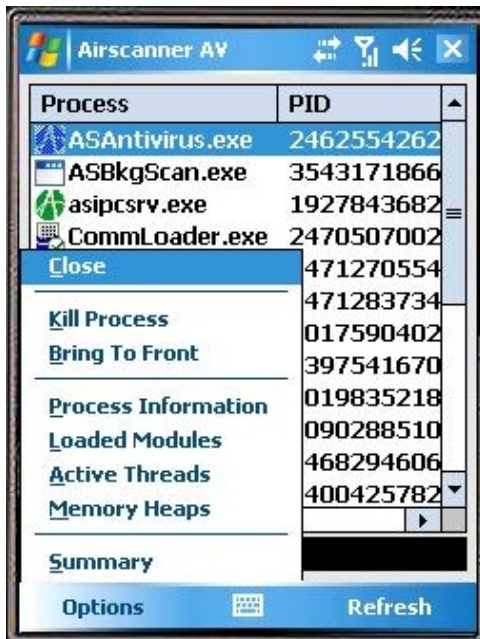 Airscanner AV
Process PID
ASAntivirus.exe 2462554262
ASBkgScan.exe 3543171866
asipcsrv.exe 1927843682
CommLoader.exe 2470507002
Close 471270554
471283734
Kill Process 017590402
Bring To Front 397541670
Process Information 019835218
Loaded Modules 090288510
Active Threads 468294606
Memory Heaps 400425782
Summary
Options Refresh